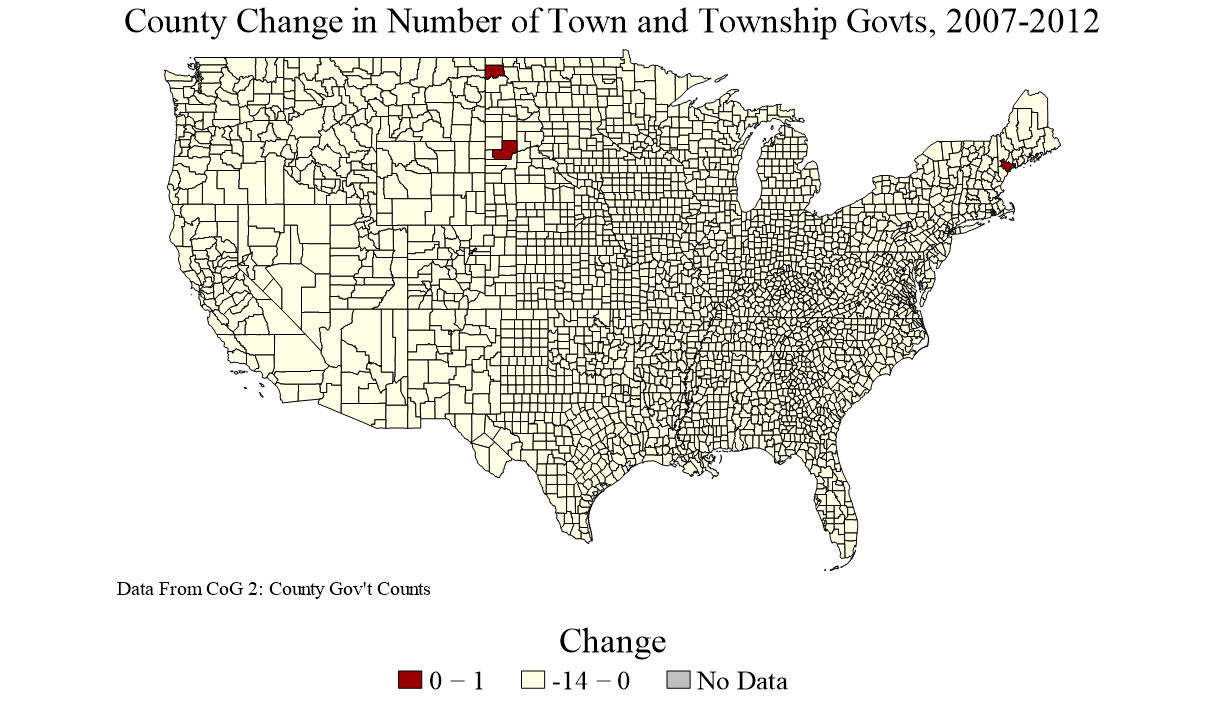 County Change in Number of Town and Township Govts, 2007-2012
Data From CoG 2: County Gov't Counts
Change
0 − 1 -14 − 0 No Data